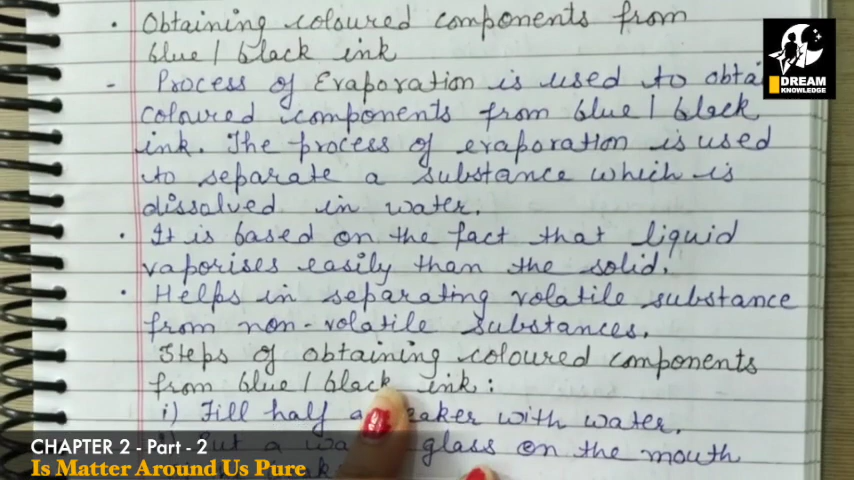 • Obtaining coloured components from
blue / black ink
- Process of Evaporation is used to obtai
coloured components from blue / black
ink. The process of evaporation is used
to separate a substance which is
dissolved in water.
• It is based on the fact that liquid
vaporises easily than the solid.
• Helps in separating volatile substance
from non-volatile substances.
Steps of obtaining coloured components
from blue / black ink:
i) Fill half a eaker with water.
Put a wa glass on the mouth
DREAM
KNOWLEDGE
CHAPTER 2 - Part - 2
Is Matter Around Us Pure